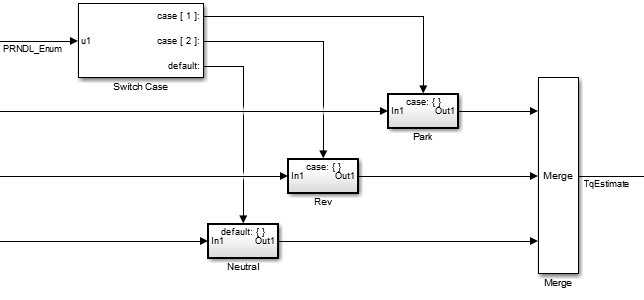 case [ 1 ]:
PRNDL_Enum
u1
case [ 2 ]:
default:
Switch Case
case: { }
In1
Out1
Park
case: { }
In1
Out1
Rev
Merge
TqEstimate
default: { }
In1
Out1
Neutral
Merge